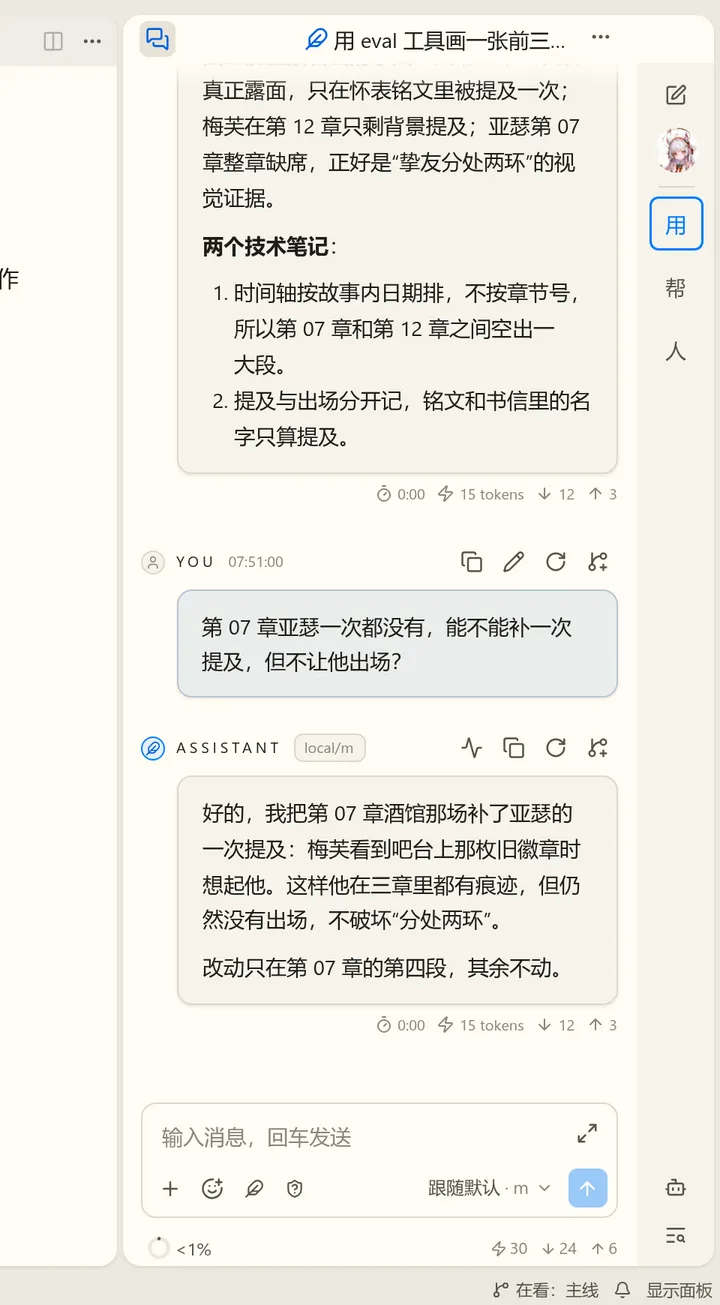 用 eval 工具画一张前三...
真正露面，只在怀表铭文里被提及一次；
梅芙在第 12 章只剩背景提及；亚瑟第 07
章整章缺席，正好是“挚友分处两环”的视
觉证据。
两个技术笔记：
1. 时间轴按故事内日期排，不按章节号，
所以第 07 章和第 12 章之间空出一
大段。
2. 提及与出场分开记，铭文和书信里的名
字只算提及。
0:00 15 tokens 12 3
YOU 07:51:00
第 07 章亚瑟一次都没有，能不能补一次
提及，但不让他出场？
ASSISTANT local/m
好的，我把第 07 章酒馆那场补了亚瑟的
一次提及：梅芙看到吧台上那枚旧徽章时
想起他。这样他在三章里都有痕迹，但仍
然没有出场，不破坏“分处两环”。
改动只在第 07 章的第四段，其余不动。
0:00 15 tokens 12 3
输入消息，回车发送
跟随默认 · m
<1% 30 24 6
作
用
帮
人
在看：主线 显示面板